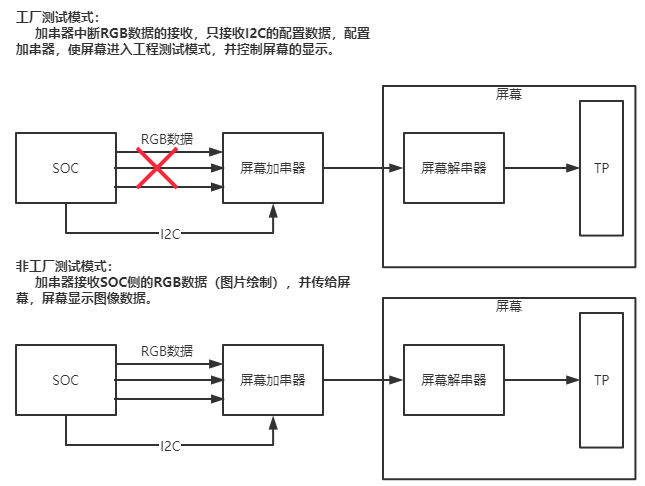 工厂测试模式：
加串器中断RGB数据的接收，只接收I2C的配置数据，配置
加串器，使屏幕进入工程测试模式，并控制屏幕的显示。
屏幕
RGB数据
SOC
屏幕加串器
屏幕解串器
TP
I2C
非工厂测试模式：
加串器接收SOC侧的RGB数据（图片绘制），并传给屏
幕，屏幕显示图像数据。
屏幕
RGB数据
SOC
屏幕加串器
屏幕解串器
TP
I2C